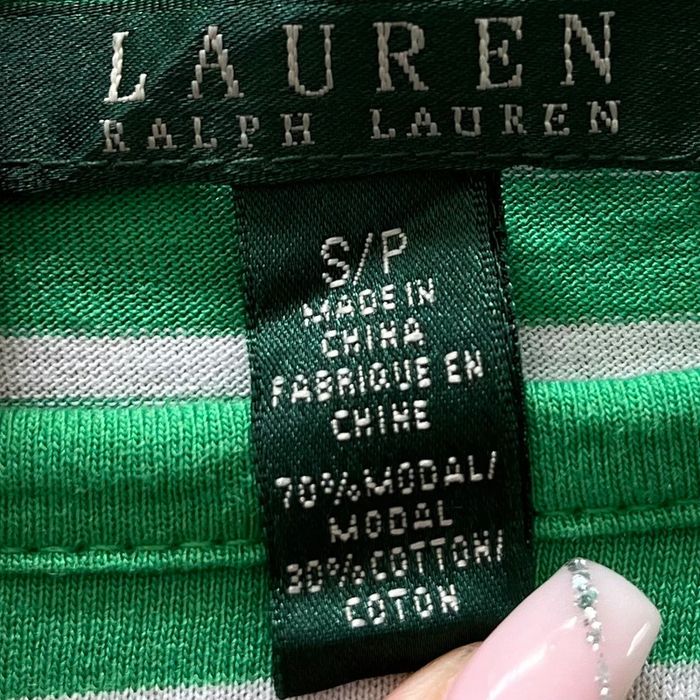 LAUREN
RALPH LAUREN
S/P
MADE IN
CHINA
FABRIQUE EN
CHINE
70%MODAL/
MODAL
30%COTTON/
COTON